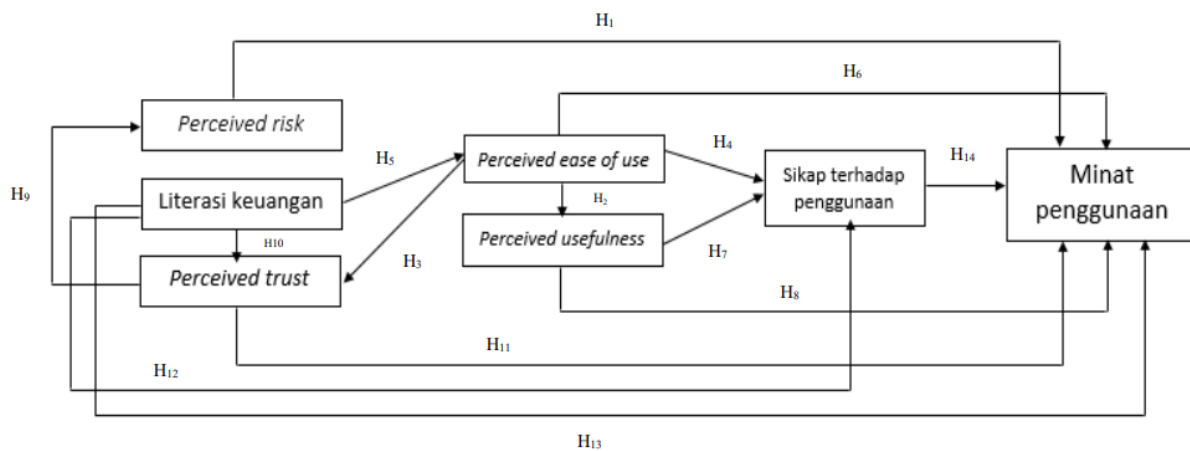 H₁
H₆
Perceived risk
H₅
Perceived ease of use
H₄
H₁₄
Sikap terhadap
penggunaan
Minat
penggunaan
H₉
Literasi keuangan
H₂
H10
Perceived usefulness
H₇
H₃
Perceived trust
H₈
H₁₁
H₁₂
H₁₃